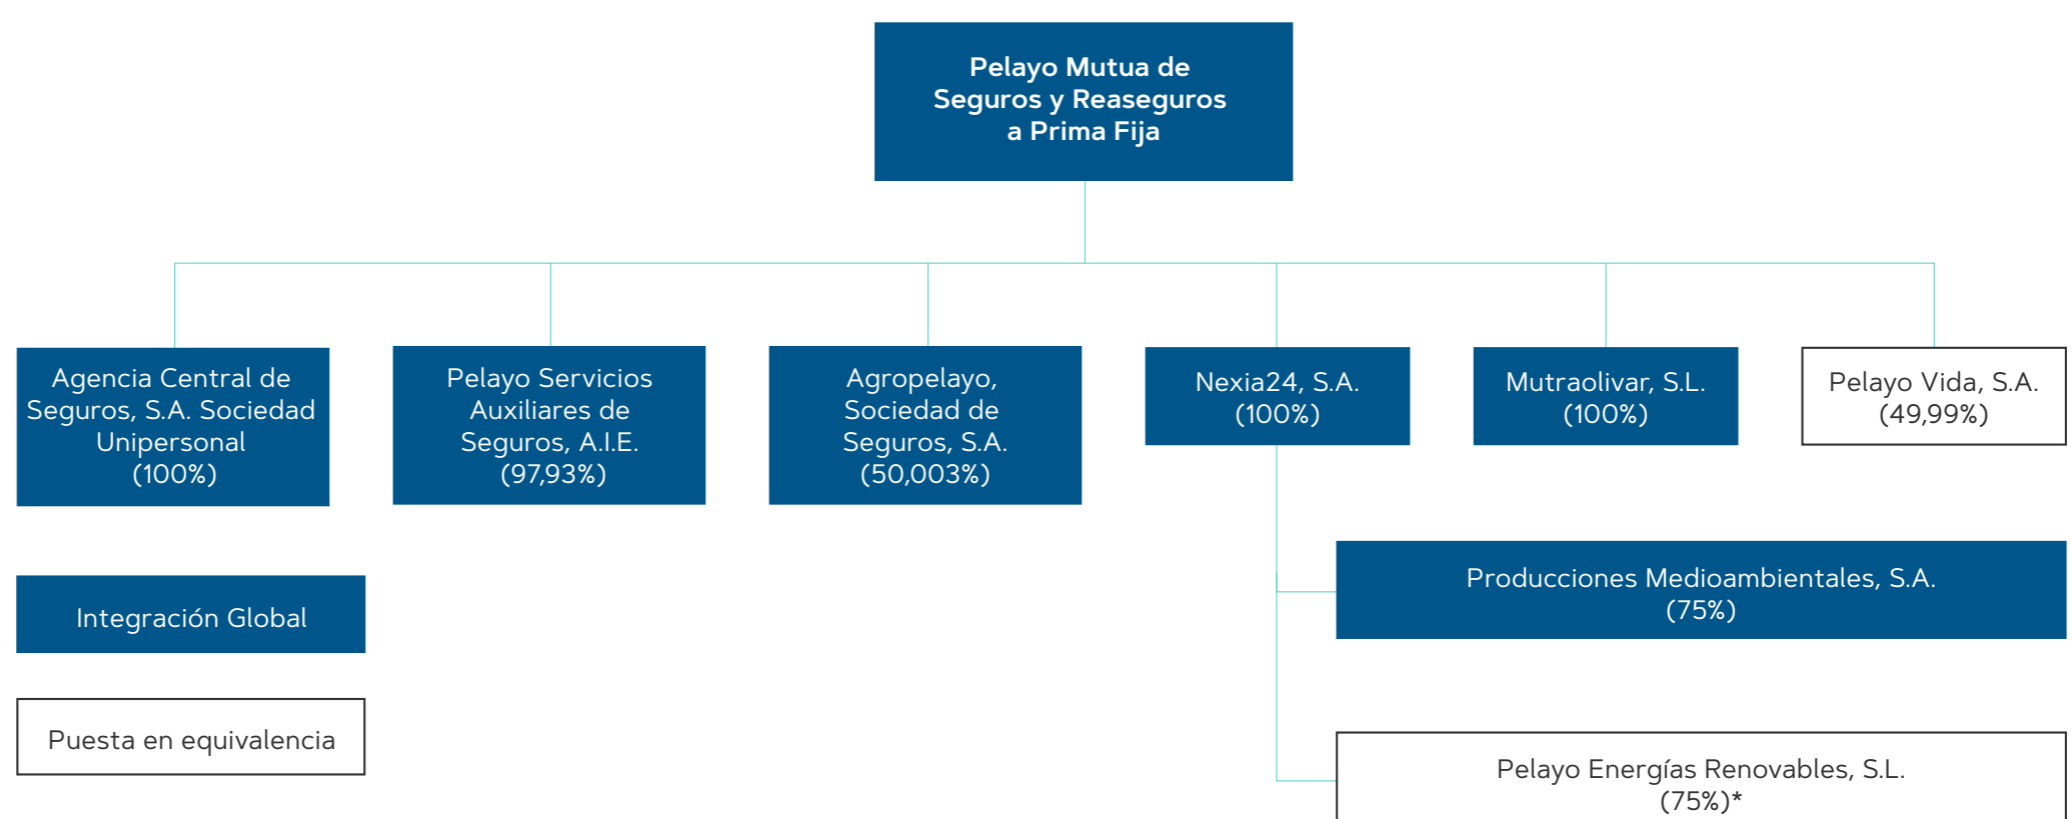 Pelayo Mutua de
Seguros y Reaseguros
a Prima Fija
Agencia Central de
Seguros, S.A. Sociedad
Unipersonal
(100%)
Pelayo Servicios
Auxiliares de
Seguros, A.I.E.
(97,93%)
Agropelayo,
Sociedad de
Seguros, S.A.
(50,003%)
Nexia24, S.A.
(100%)
Mutraolivar, S.L.
(100%)
Pelayo Vida, S.A.
(49,99%)
Producciones Medioambientales, S.A.
(75%)
Pelayo Energías Renovables, S.L.
(75%)*
Integración Global
Puesta en equivalencia